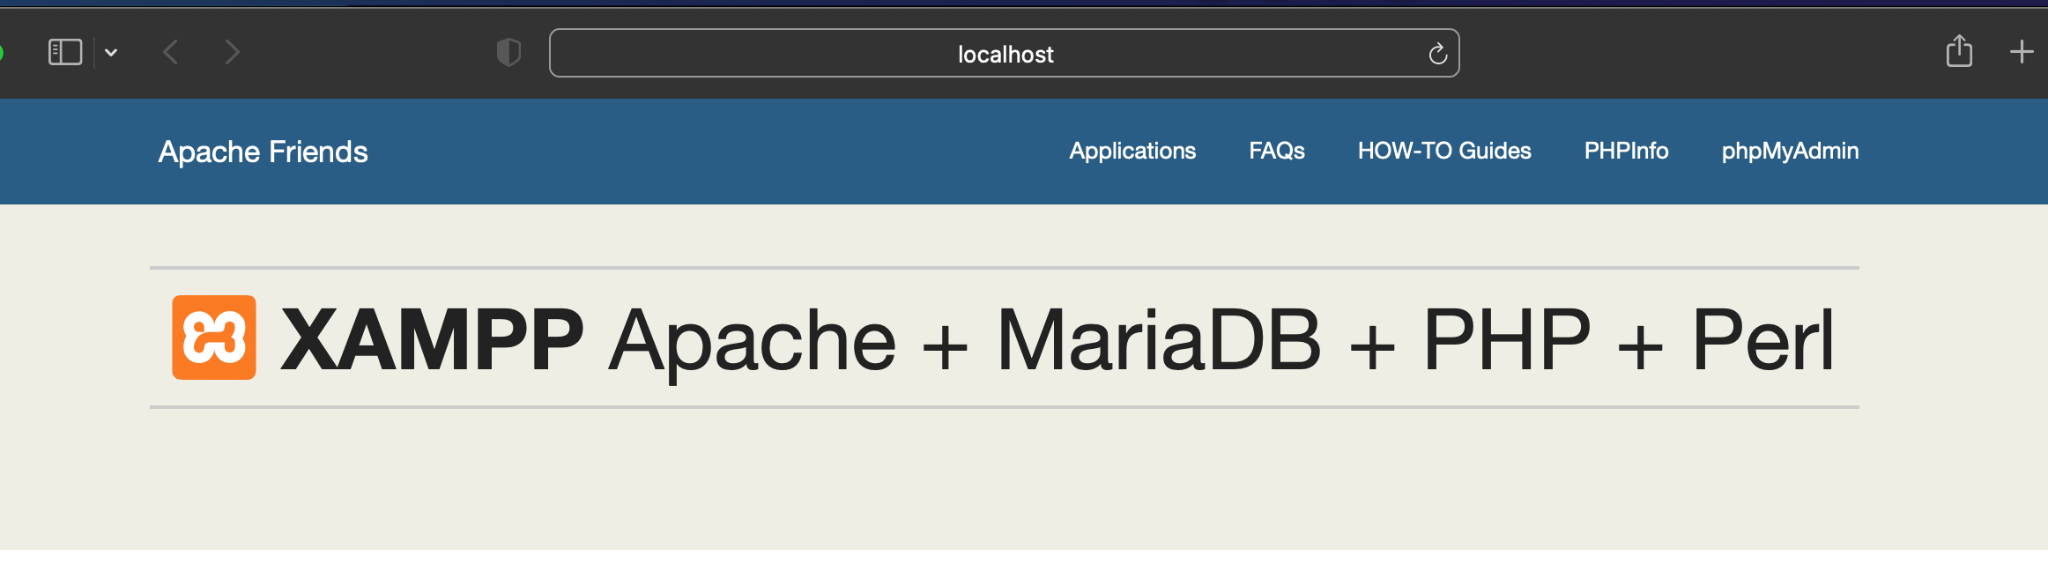 localhost
Apache Friends Applications FAQs HOW-TO Guides PHPInfo phpMyAdmin
XAMPP Apache + MariaDB + PHP + Perl